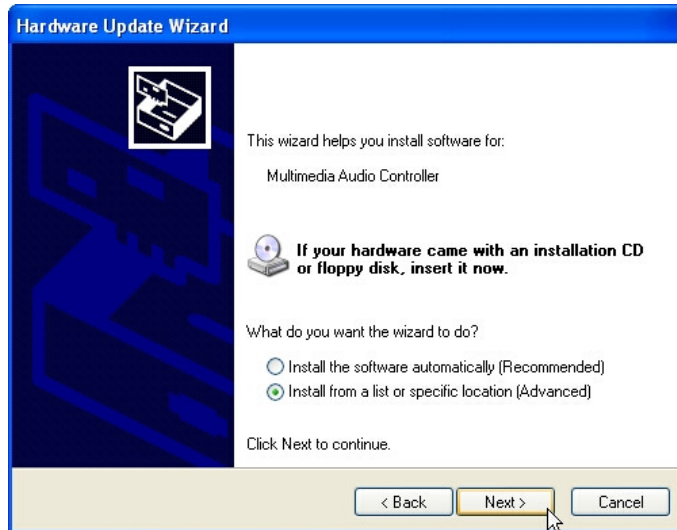 Hardware Update Wizard
This wizard helps you install software for:
Multimedia Audio Controller
If your hardware came with an installation CD
or floppy disk, insert it now.
What do you want the wizard to do?
Install the software automatically (Recommended)
Install from a list or specific location (Advanced)
Click Next to continue.
< Back Next > Cancel